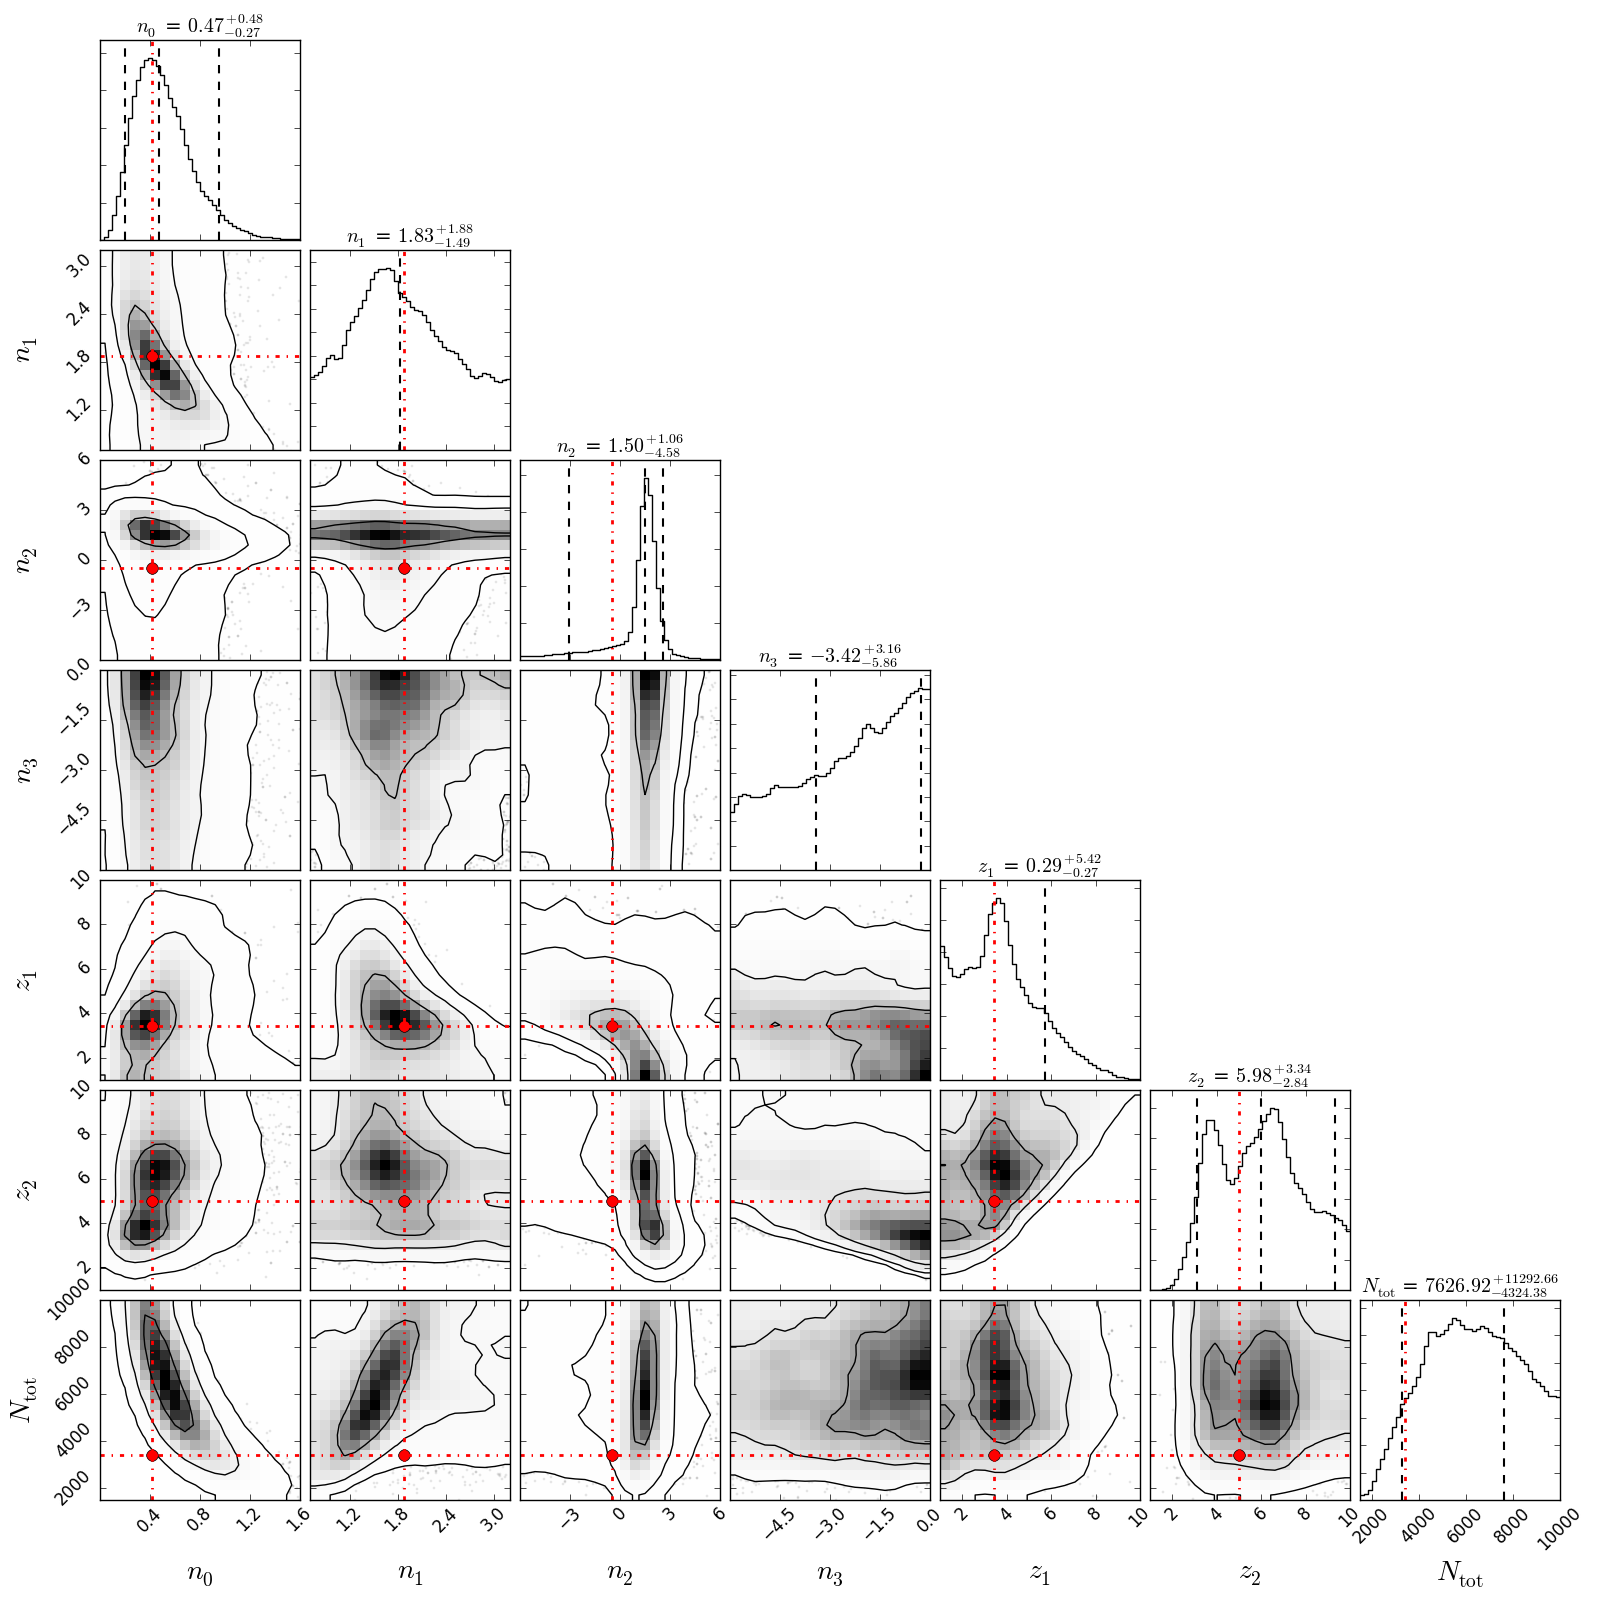 n₀ = 0.47 +0.48 −0.27
n₁ = 1.83 +1.88 −1.49
3.0
2.4
1.8
1.2
n₁
n₂ = 1.50 +1.06 −4.58
6
3
0
−3
n₂
n₃ = −3.42 +3.16 −5.86
0.0
−1.5
−3.0
−4.5
n₃
z₁ = 0.29 +5.42 −0.27
10
8
6
4
2
z₁
z₂ = 5.98 +3.34 −2.84
10
8
6
4
2
z₂
N_tot = 7626.92 +11292.66 −4324.38
10000
8000
6000
4000
2000
N_tot
0.4 0.8 1.2 1.6 1.2 1.8 2.4 3.0 −3 0 3 6 −4.5 −3.0 −1.5 0.0 2 4 6 8 10 2 4 6 8 10 2000 4000 6000 8000 10000
n₀ n₁ n₂ n₃ z₁ z₂ N_tot